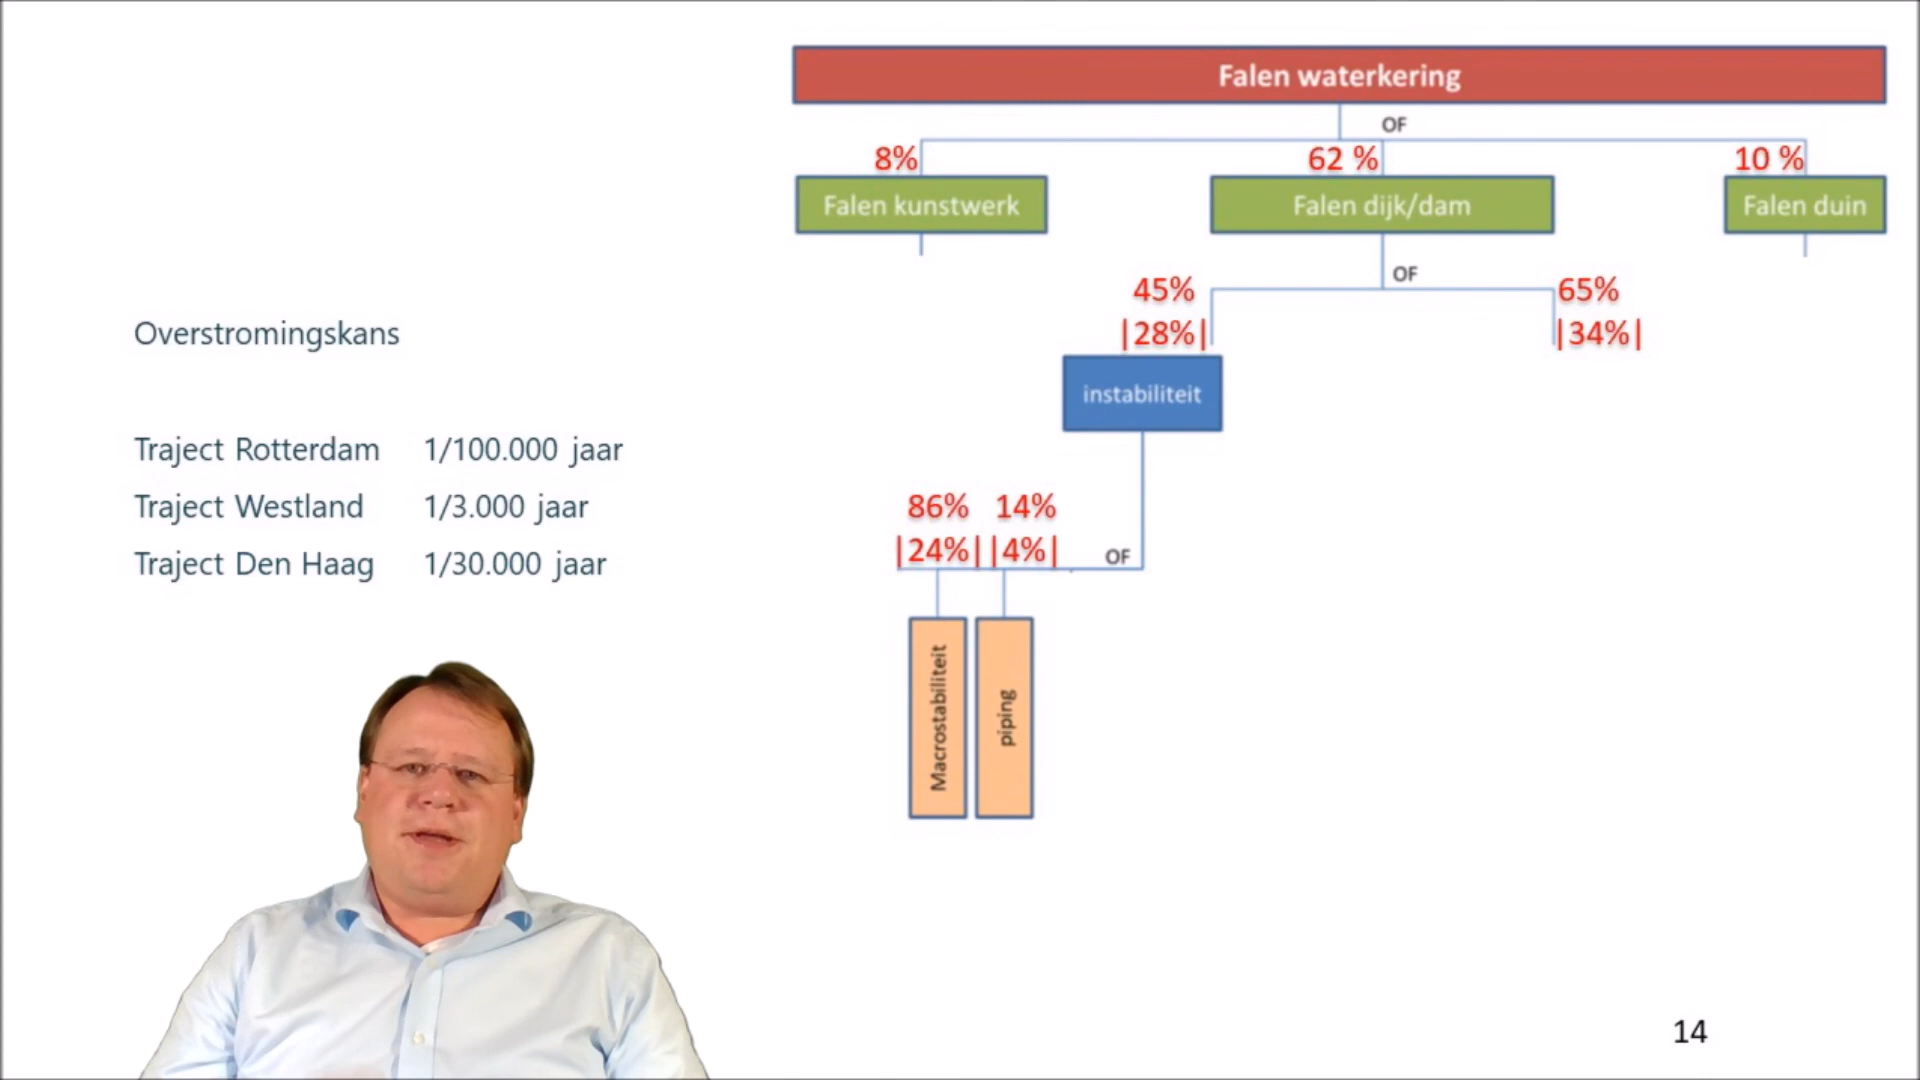 Falen waterkering
OF
8%
62 %
10 %
Falen kunstwerk
Falen dijk/dam
Falen duin
OF
45%
65%
|28%|
|34%|
instabiliteit
Overstromingskans
Traject Rotterdam 1/100.000 jaar
Traject Westland 1/3.000 jaar
Traject Den Haag 1/30.000 jaar
86% 14%
|24%| |4%|
OF
Macrostabiliteit
piping
14